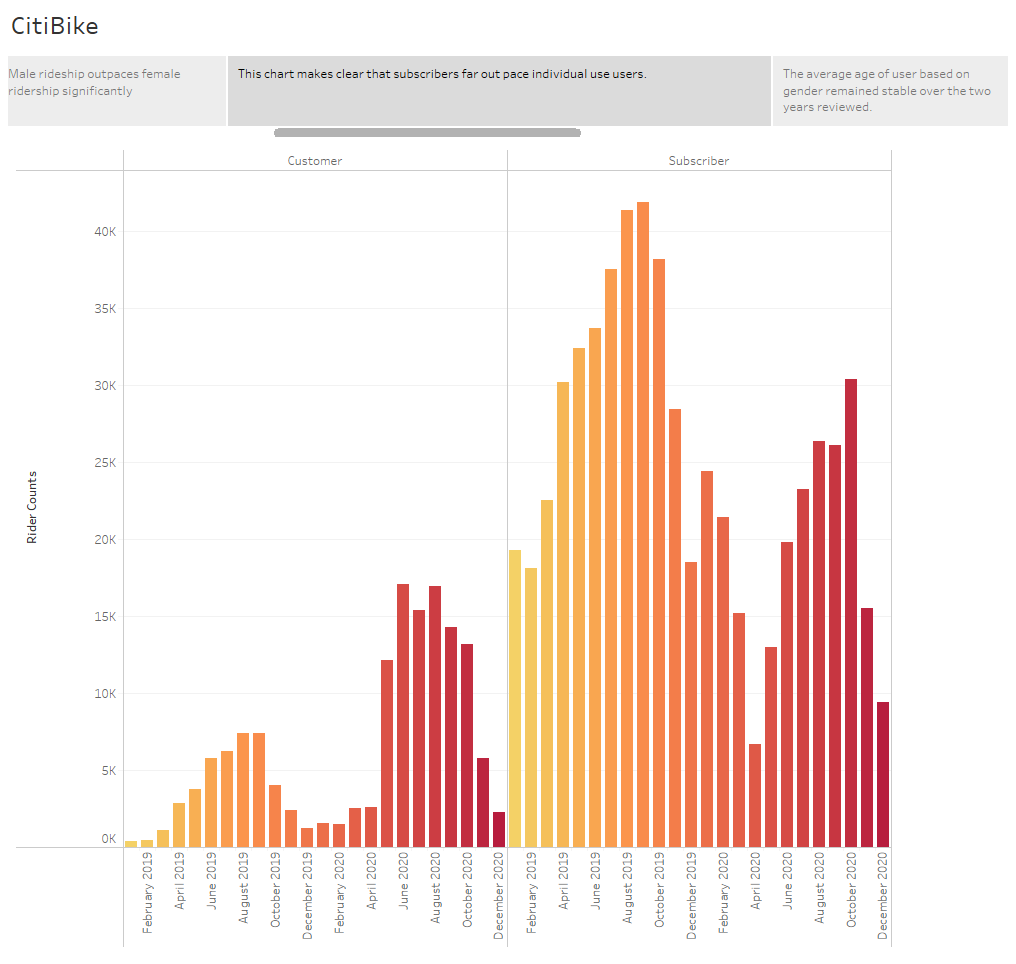 CitiBike
Male rideship outpaces female
ridership significantly
This chart makes clear that subscribers far out pace individual use users.
The average age of user based on
gender remained stable over the two
years reviewed.
Customer
Subscriber
40K
35K
30K
25K
20K
15K
10K
5K
0K
Rider Counts
February 2019
April 2019
June 2019
August 2019
October 2019
December 2019
February 2020
April 2020
June 2020
August 2020
October 2020
December 2020
February 2019
April 2019
June 2019
August 2019
October 2019
December 2019
February 2020
April 2020
June 2020
August 2020
October 2020
December 2020